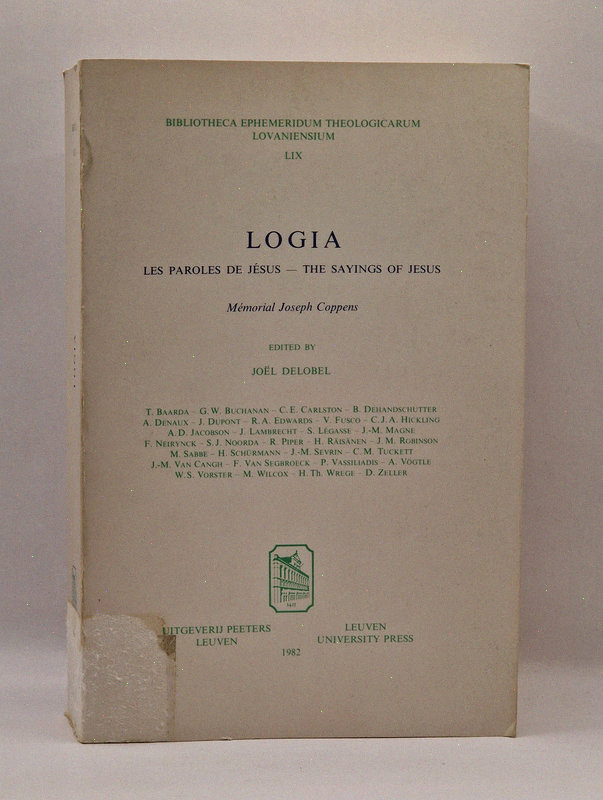 BIBLIOTHECA EPHEMERIDUM THEOLOGICARUM
LOVANIENSIUM
LIX
LOGIA
LES PAROLES DE JÉSUS — THE SAYINGS OF JESUS
Mémorial Joseph Coppens
EDITED BY
JOËL DELOBEL
T. BAARDA – G.W. BUCHANAN – C.E. CARLSTON – B. DEHANDSCHUTTER
A. DENAUX – J. DUPONT – R.A. EDWARDS – V. FUSCO – C.J.A. HICKLING
A.D. JACOBSON – J. LAMBRECHT – S. LÉGASSE – J.-M. MAGNE
F. NEIRYNCK – S.J. NOORDA – R. PIPER – H. RÄISÄNEN – J.M. ROBINSON
M. SABBE – H. SCHÜRMANN – J.-M. SEVRIN – C.M. TUCKETT
J.-M. VAN CANGH – F. VAN SEGBROECK – P. VASSILIADIS – A. VÖGTLE
W.S. VORSTER – M. WILCOX – H.TH. WREGE – D. ZELLER
UITGEVERIJ PEETERS
LEUVEN
LEUVEN
UNIVERSITY PRESS
1982